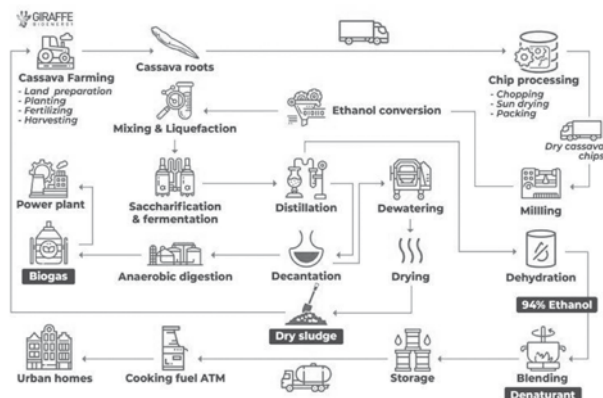 GIRAFFE
BIOENERGY
Cassava Farming
- Land preparation
- Planting
- Fertilizing
- Harvesting
Cassava roots
Chip processing
- Chopping
- Sun drying
- Packing
Dry cassava
chips
Mixing & Liquefaction
Ethanol conversion
Millling
Power plant
Saccharification
& fermentation
Distillation
Dewatering
Biogas
Anaerobic digestion
Decantation
Drying
Dehydration
94% Ethanol
Dry sludge
Urban homes
Cooking fuel ATM
Storage
Blending
Denaturant